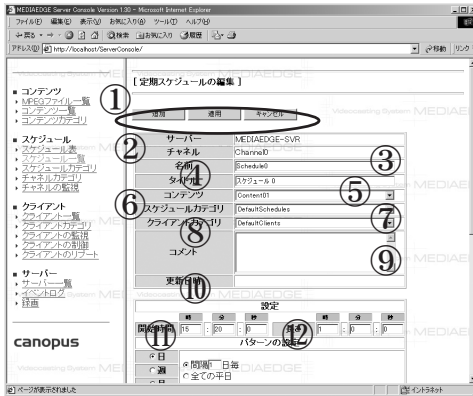 MEDIAEDGE Server Console Version 1.30 - Microsoft Internet Explorer
ファイル(F) 編集(E) 表示(V) お気に入り(A) ツール(T) ヘルプ(H)
戻る 検索 お気に入り 履歴
アドレス(D) http://localhost/ServerConsole/ 移動 リンク
コンテンツ
MPEGファイル一覧
コンテンツ一覧
コンテンツカテゴリ
スケジュール
スケジュール表
スケジュール一覧
スケジュールカテゴリ
チャネルカテゴリ
チャネルの監視
クライアント
クライアント一覧
クライアントカテゴリ
クライアントの監視
クライアントの制御
クライアントのリブート
サーバー
サーバー一覧
イベントログ
録画
canopus
[ 定期スケジュールの編集 ]
①
追加 適用 キャンセル
② サーバー MEDIAEDGE-SVR
チャネル Channel0
名前 Schedule0 ③
④ タイトル スケジュール 0
コンテンツ Content01 ⑤
⑥ スケジュールカテゴリ DefaultSchedules
クライアントカテゴリ DefaultClients ⑦
⑧
コメント ⑨
更新日時
⑩
設定
時 分 秒 時 分 秒
開始時間 15 : 20 : 0 長さ 1 : 0 : 0
⑪ ⑫
パターンの設定
日
週
月
間隔 1 日毎
全ての平日
ページが表示されました イントラネット